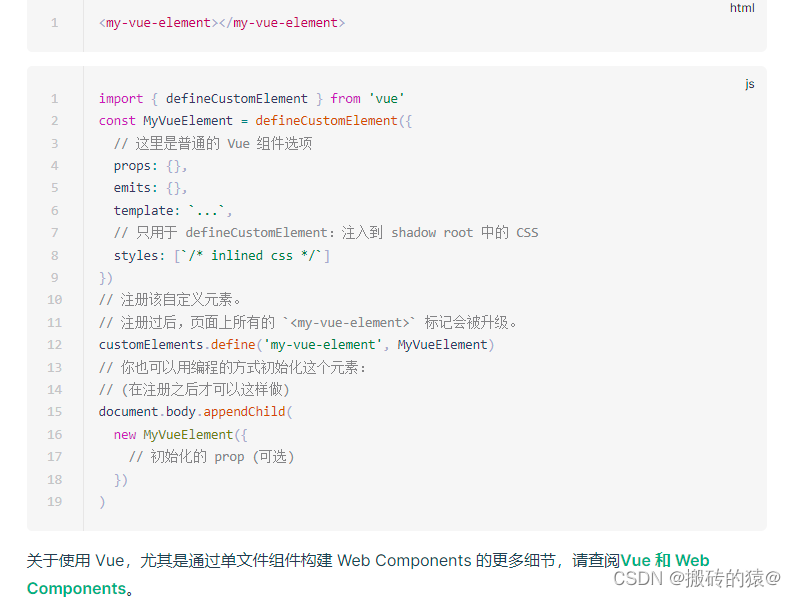 html
1 <my-vue-element></my-vue-element>
js
1 import { defineCustomElement } from 'vue'
2 const MyVueElement = defineCustomElement({
3 // 这里是普通的 Vue 组件选项
4 props: {},
5 emits: {},
6 template: `...`,
7 // 只用于 defineCustomElement：注入到 shadow root 中的 CSS
8 styles: [`/* inlined css */`]
9 })
10 // 注册该自定义元素。
11 // 注册过后，页面上所有的 `<my-vue-element>` 标记会被升级。
12 customElements.define('my-vue-element', MyVueElement)
13 // 你也可以用编程的方式初始化这个元素：
14 // (在注册之后才可以这样做)
15 document.body.appendChild(
16 new MyVueElement({
17 // 初始化的 prop (可选)
18 })
19 )
关于使用 Vue，尤其是通过单文件组件构建 Web Components 的更多细节，请查阅Vue 和 Web
Components。
CSDN @搬砖的猿@